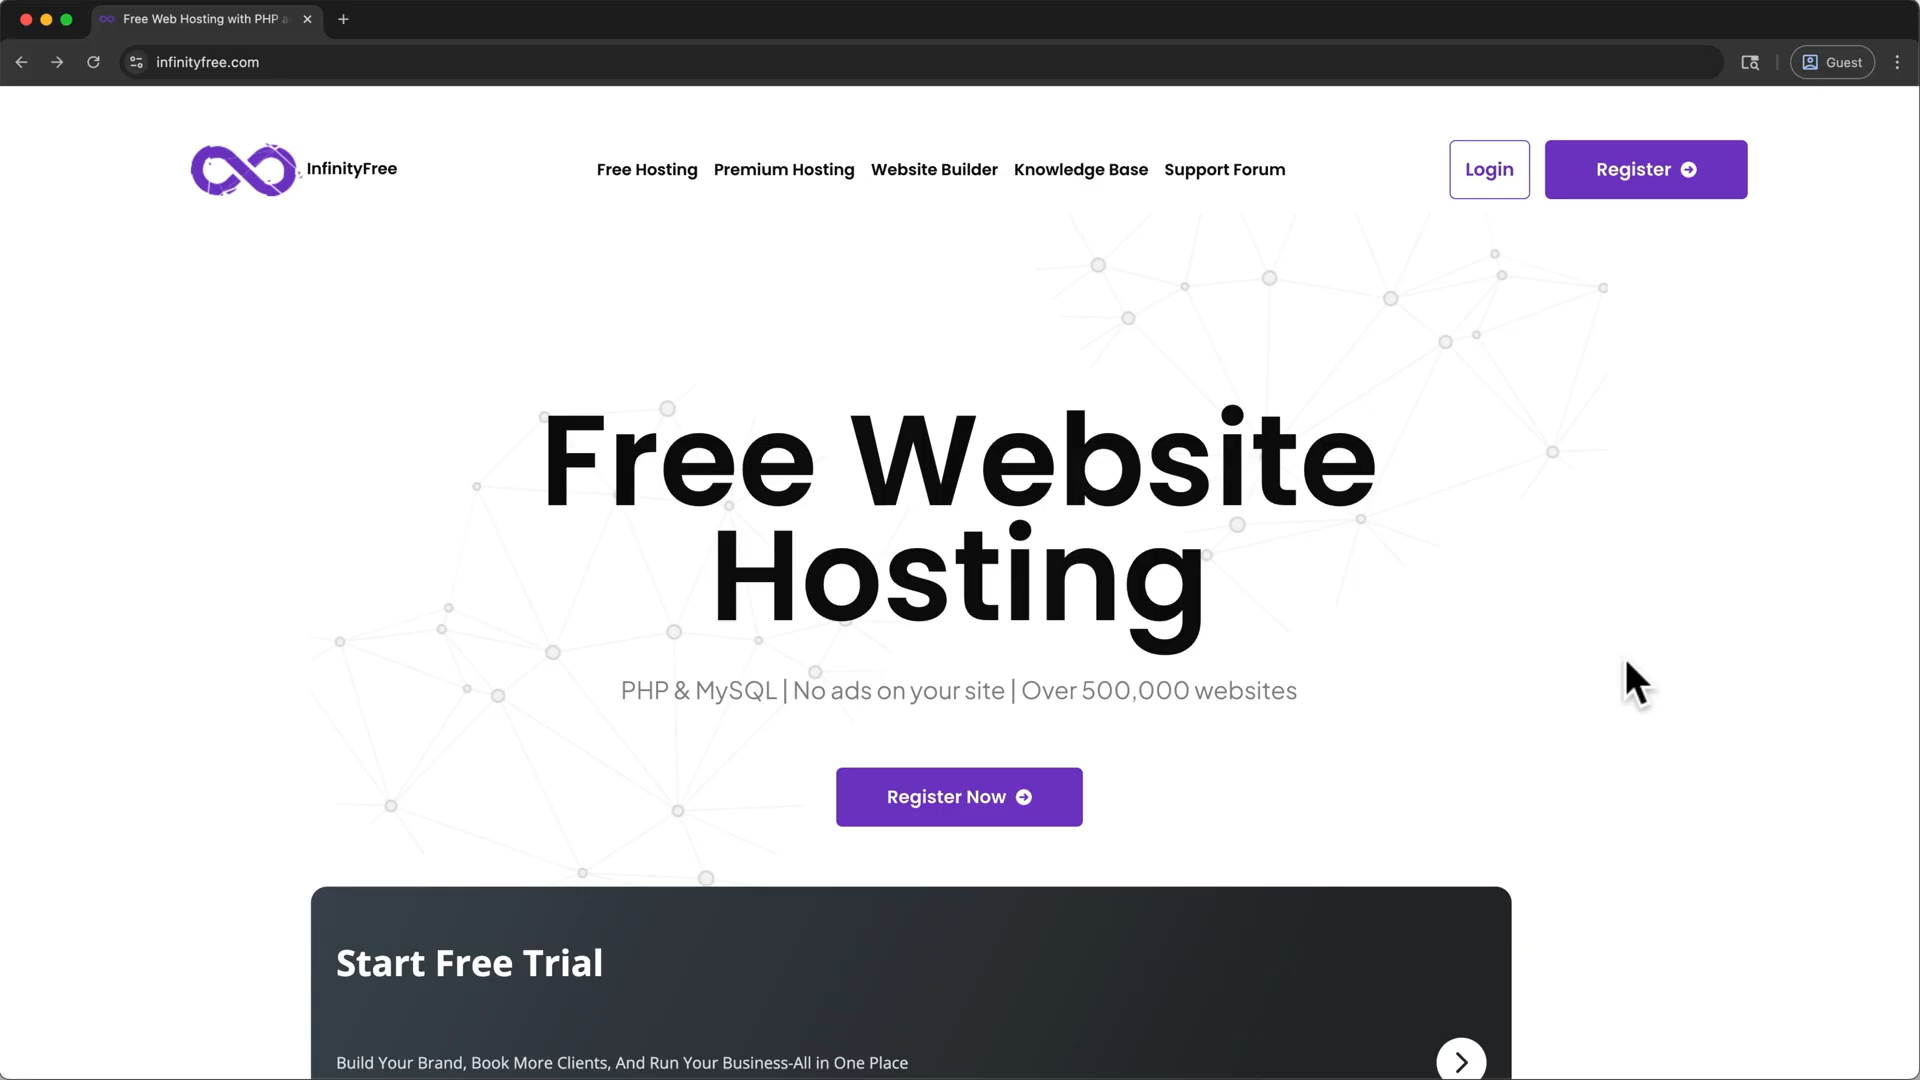 Free Web Hosting with PHP a
infinityfree.com
Guest
InfinityFree
Free Hosting
Premium Hosting
Website Builder
Knowledge Base
Support Forum
Login
Register
Free Website
Hosting
PHP & MySQL | No ads on your site | Over 500,000 websites
Register Now
Start Free Trial
Build Your Brand, Book More Clients, And Run Your Business-All in One Place